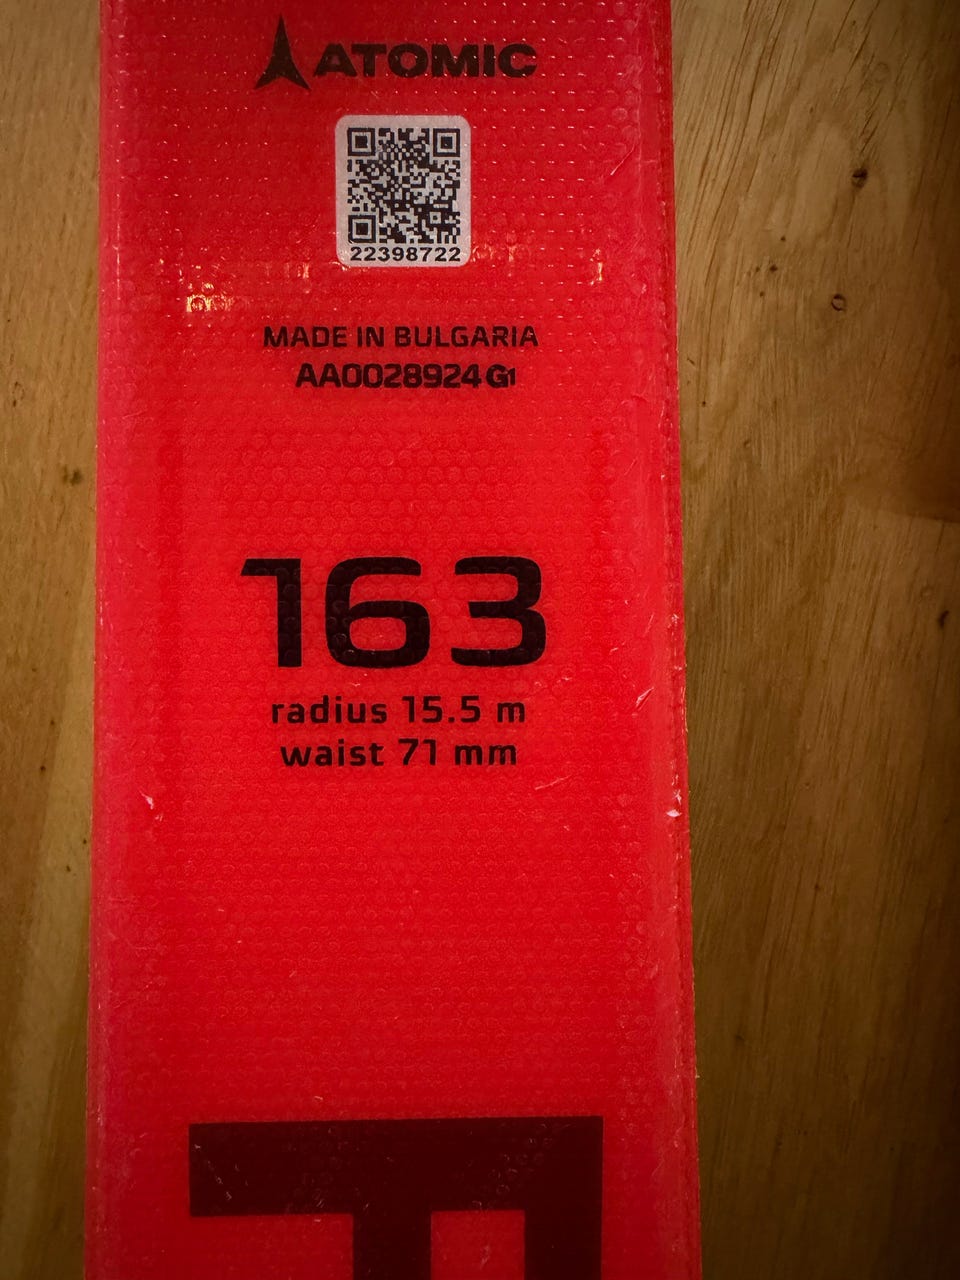 ATOMIC
22398722
MADE IN BULGARIA
AA0028924 G1
163
radius 15.5 m
waist 71 mm